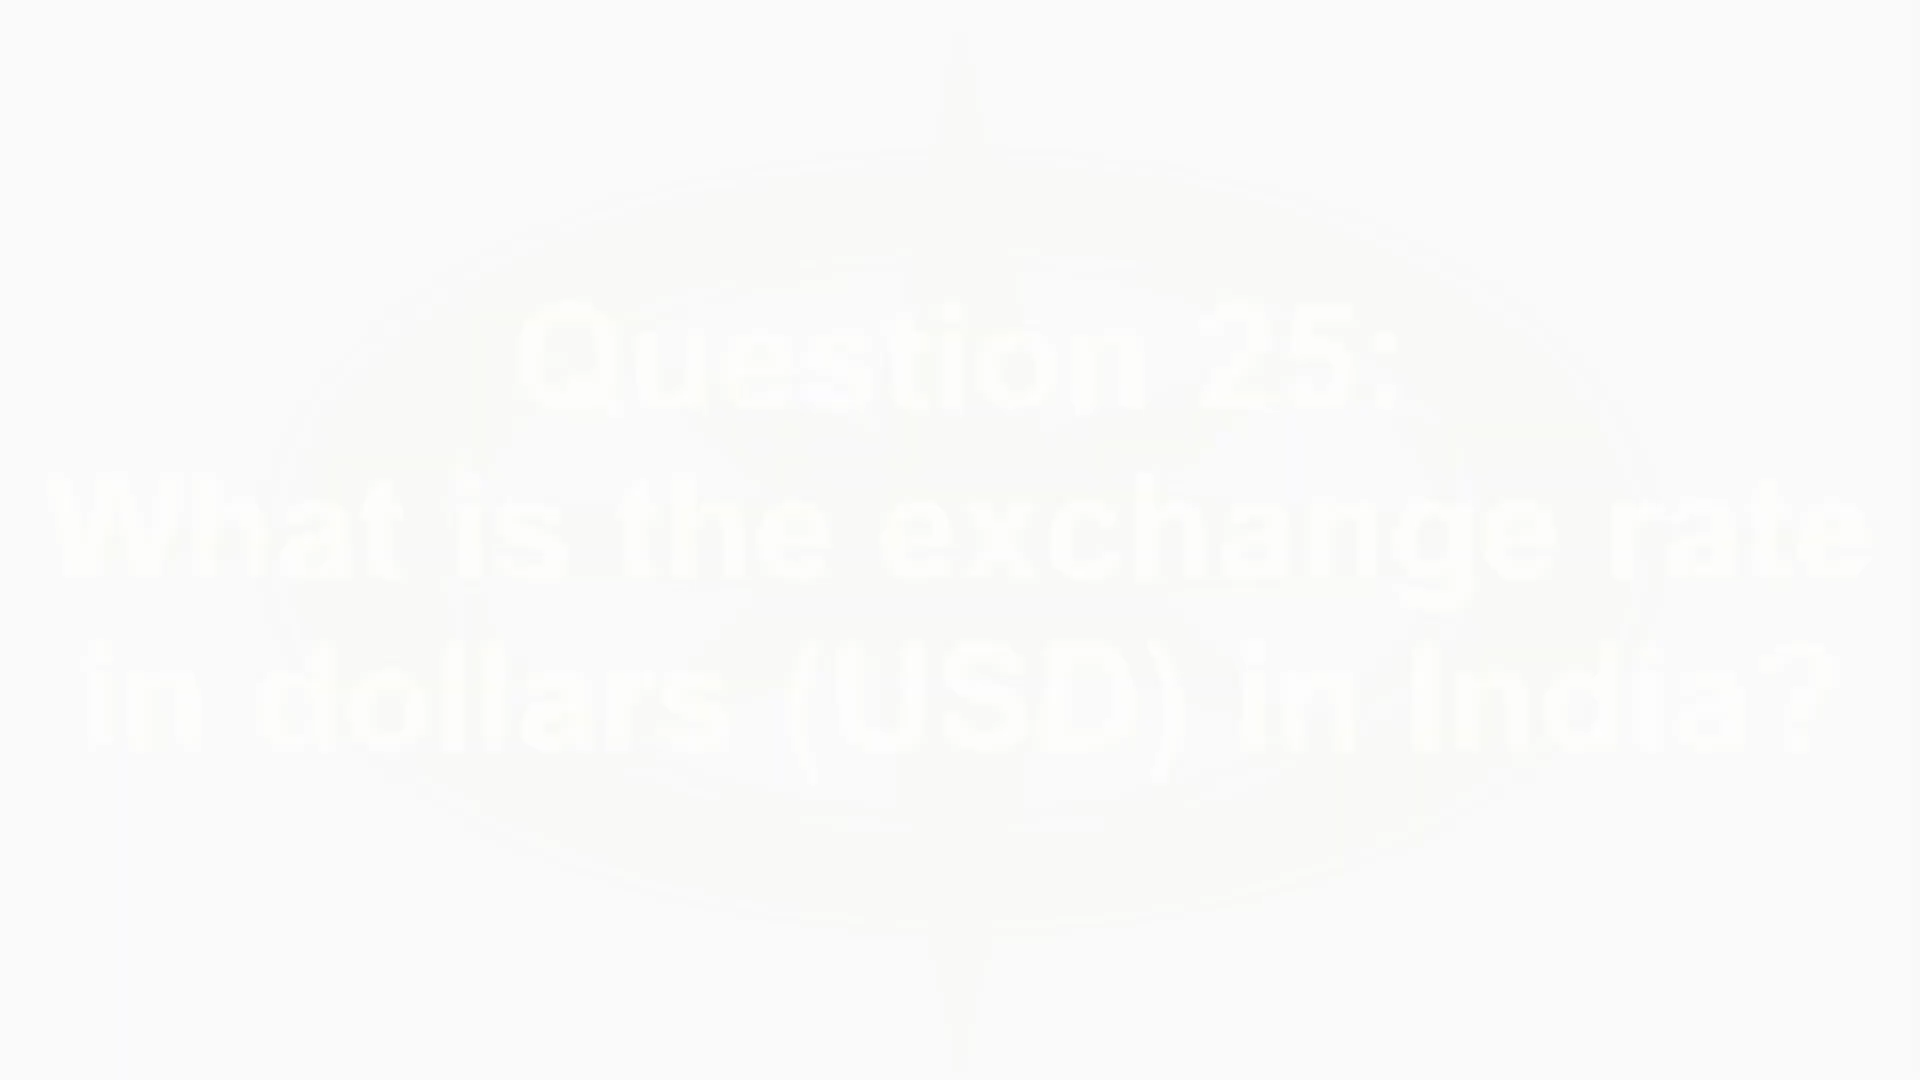 Question 25:
What is the exchange rate
in dollars (USD) in India?